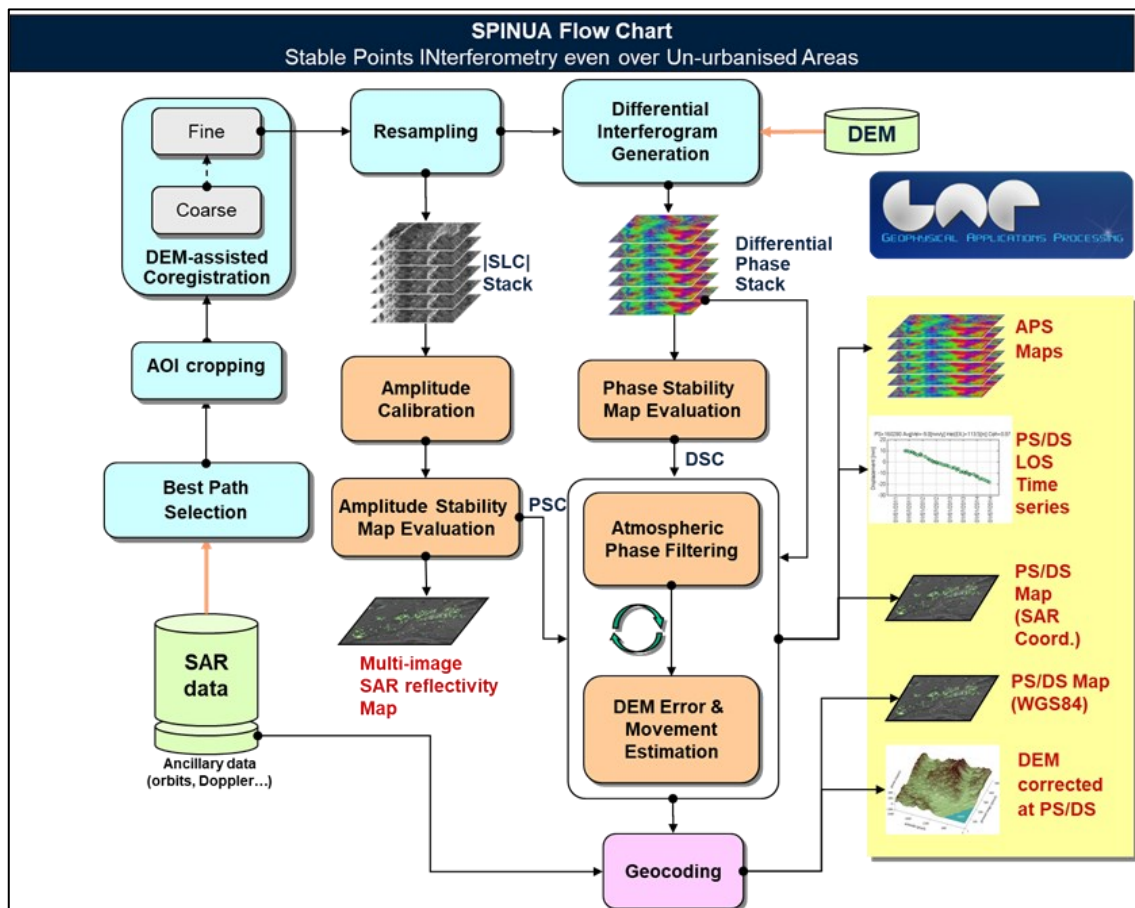 SPINUA Flow Chart
Stable Points INterferometry even over Un-urbanised Areas
Fine
Coarse
DEM-assisted
Coregistration
Resampling
Differential
Interferogram
Generation
DEM
GEOPHYSICAL APPLICATIONS PROCESSING
|SLC|
Stack
Differential
Phase
Stack
AOI cropping
Best Path
Selection
Amplitude
Calibration
Phase Stability
Map Evaluation
DSC
Amplitude Stability
Map Evaluation
PSC
Atmospheric
Phase Filtering
DEM Error &
Movement
Estimation
Multi-image
SAR reflectivity
Map
SAR
data
Ancillary data
(orbits, Doppler…)
Geocoding
APS
Maps
PS/DS
LOS
Time
series
PS/DS
Map
(SAR
Coord.)
PS/DS Map
(WGS84)
DEM
corrected
at PS/DS